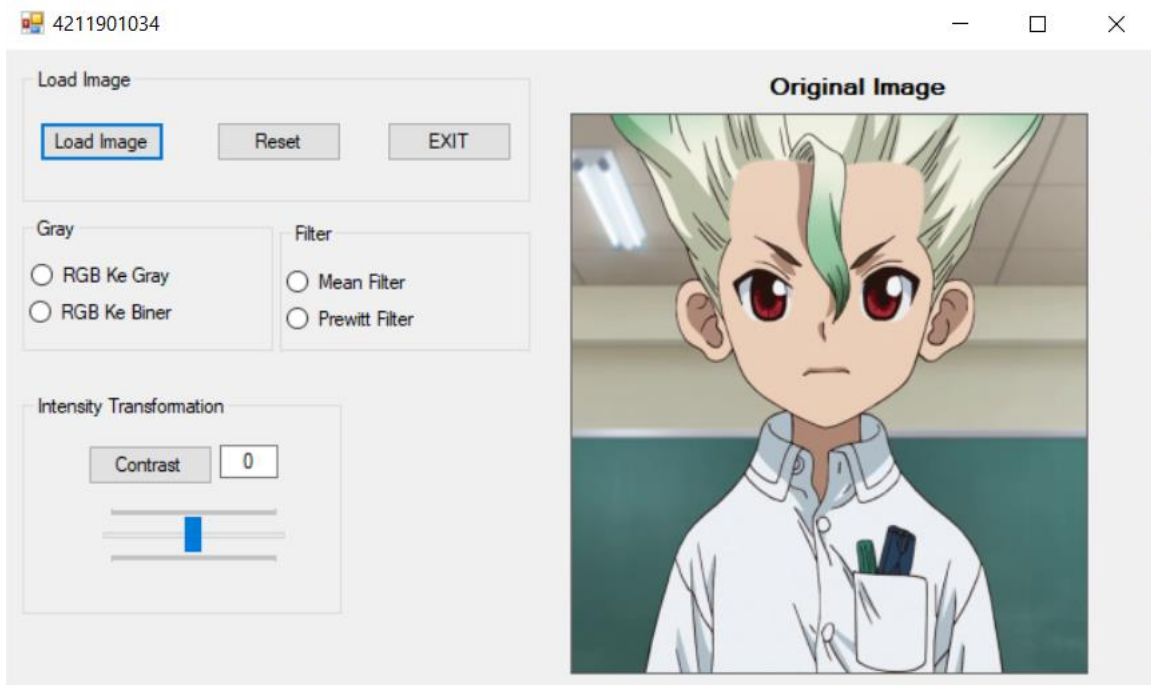 4211901034
Load Image
Load Image Reset EXIT
Original Image
Gray
RGB Ke Gray
RGB Ke Biner
Filter
Mean Filter
Prewitt Filter
Intensity Transformation
Contrast 0